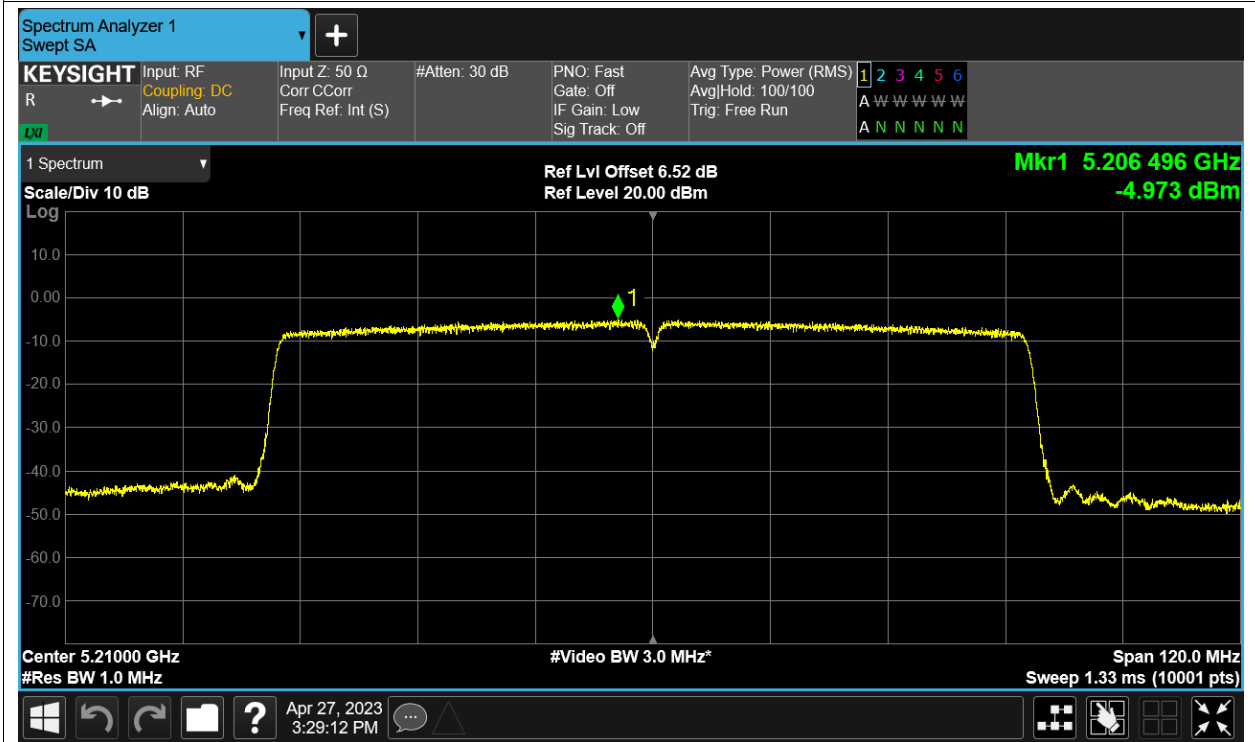 Spectrum Analyzer 1
Swept SA
+
KEYSIGHT
R
LXI
Input: RF
Coupling: DC
Align: Auto
Input Z: 50 Ω
Corr CCorr
Freq Ref: Int (S)
#Atten: 30 dB
PNO: Fast
Gate: Off
IF Gain: Low
Sig Track: Off
Avg Type: Power (RMS)
Avg|Hold: 100/100
Trig: Free Run
1 2 3 4 5 6
A W W W W W
A N N N N N
1 Spectrum
Scale/Div 10 dB
Log
Ref Lvl Offset 6.52 dB
Ref Level 20.00 dBm
Mkr1 5.206 496 GHz
-4.973 dBm
10.0
0.00
1
-10.0
-20.0
-30.0
-40.0
-50.0
-60.0
-70.0
Center 5.21000 GHz
#Res BW 1.0 MHz
#Video BW 3.0 MHz*
Span 120.0 MHz
Sweep 1.33 ms (10001 pts)
?
Apr 27, 2023
3:29:12 PM